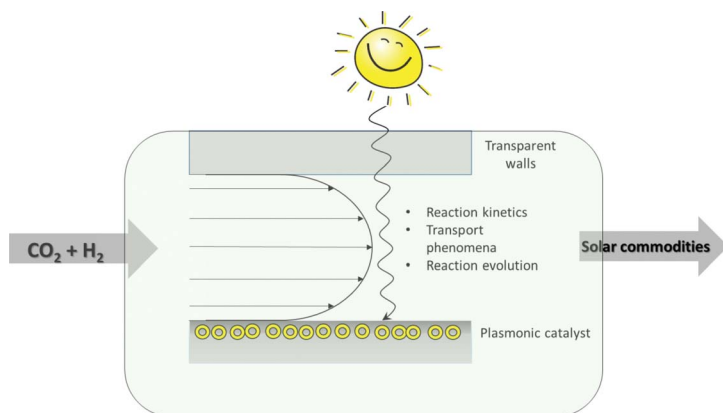 Transparent
walls
• Reaction kinetics
• Transport
phenomena
• Reaction evolution
CO₂ + H₂
Solar commodities
Plasmonic catalyst